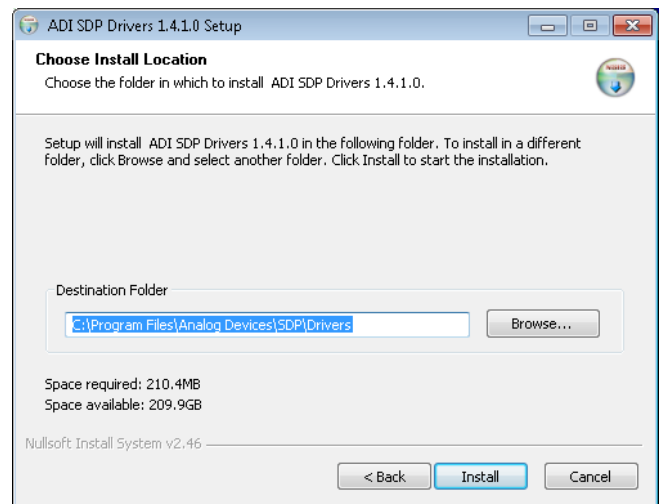 ADI SDP Drivers 1.4.1.0 Setup
Choose Install Location
Choose the folder in which to install ADI SDP Drivers 1.4.1.0.
Setup will install ADI SDP Drivers 1.4.1.0 in the following folder. To install in a different
folder, click Browse and select another folder. Click Install to start the installation.
Destination Folder
C:\Program Files\Analog Devices\SDP\Drivers
Browse...
Space required: 210.4MB
Space available: 209.9GB
Nullsoft Install System v2.46
< Back
Install
Cancel